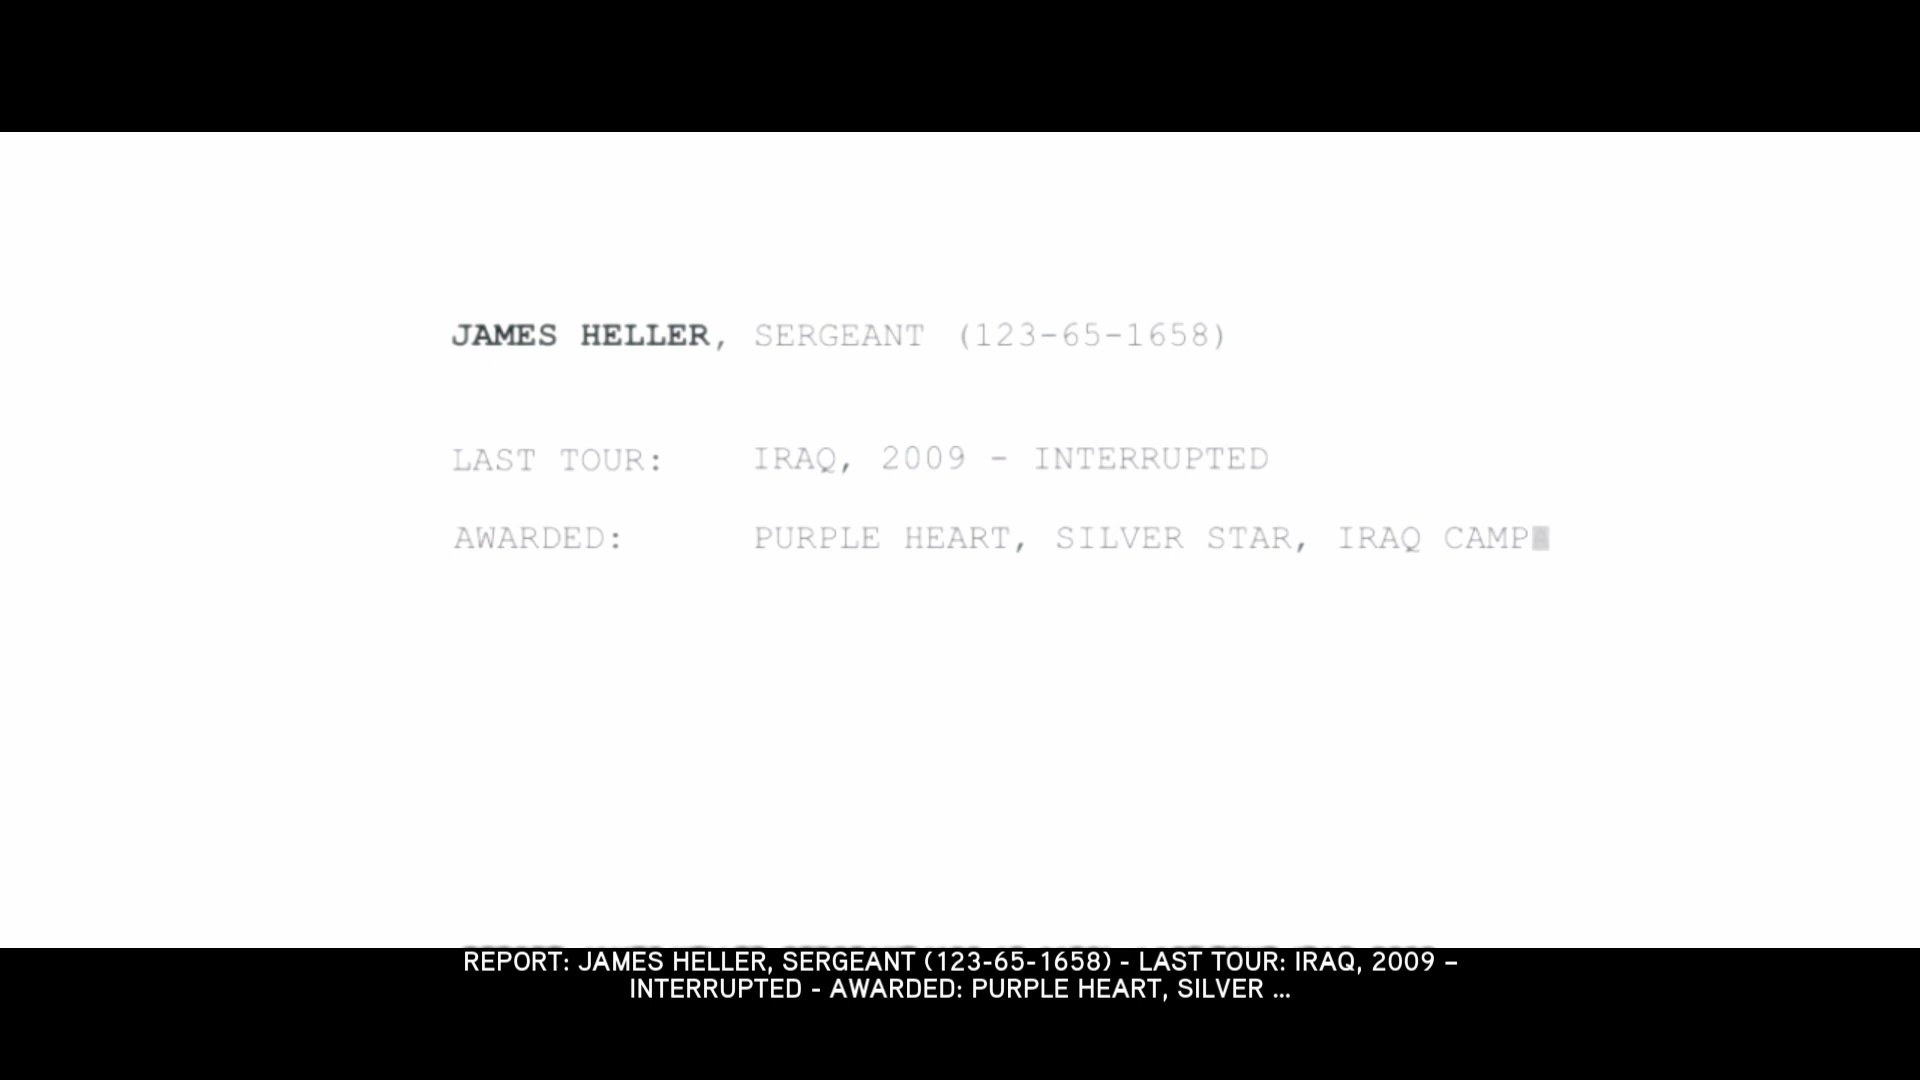 JAMES HELLER, SERGEANT (123-65-1658)
LAST TOUR: IRAQ, 2009 - INTERRUPTED
AWARDED: PURPLE HEART, SILVER STAR, IRAQ CAMPA
REPORT: JAMES HELLER, SERGEANT (123-65-1658) - LAST TOUR: IRAQ, 2009 –
INTERRUPTED - AWARDED: PURPLE HEART, SILVER ...